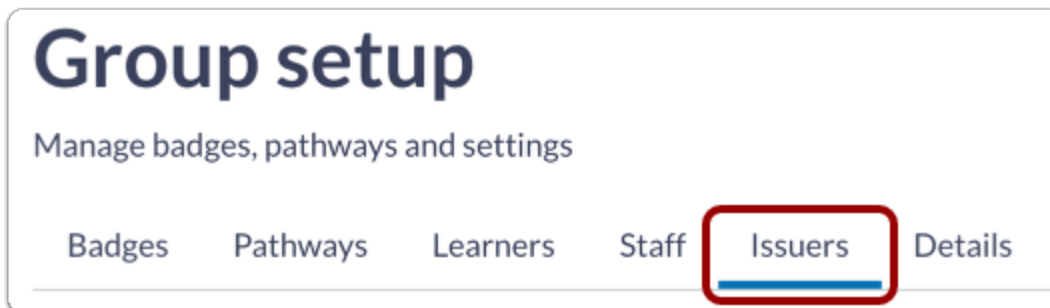 Group setup
Manage badges, pathways and settings
Badges Pathways Learners Staff Issuers Details